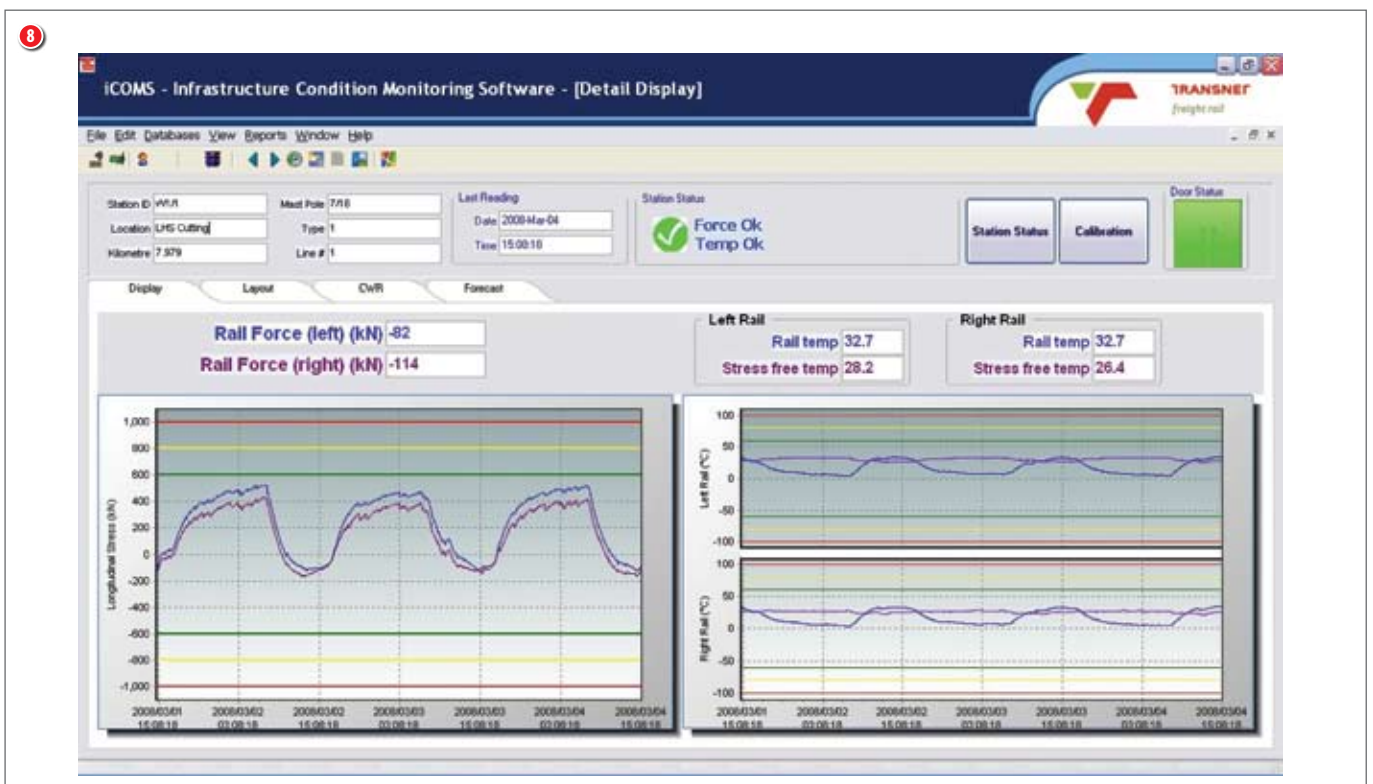 8
iCOMS - Infrastructure Condition Monitoring Software - [Detail Display]
TRANSNET
freight rail
File Edit Databases View Reports Window Help
Station ID
Mast Pole 7/18
Location LHS Cutting
Type 1
Kilometre 7.979
Line # 1
Last Reading
Date 2008-Mar-04
Time 15:08:18
Station Status
Force Ok
Temp Ok
Station Status
Calibration
Door Status
Display Layout CWR Forecast
Rail Force (left) (kN) -82
Rail Force (right) (kN) -114
Left Rail
Rail temp 32.7
Stress free temp 28.2
Right Rail
Rail temp 32.7
Stress free temp 26.4
Longitudinal Stress (kN)
1,000
800
600
400
200
0
-200
-400
-600
-800
-1,000
2008/03/01 2008/03/02 2008/03/02 2008/03/03 2008/03/03 2008/03/04 2008/03/04
15:08:18 03:08:18 15:08:18 03:08:18 15:08:18 03:08:18 15:08:18
Left Rail (°C)
100
50
0
-50
-100
Right Rail (°C)
100
50
0
-50
-100
2008/03/01 2008/03/02 2008/03/02 2008/03/03 2008/03/03 2008/03/04 2008/03/04
15:08:18 03:08:18 15:08:18 03:08:18 15:08:18 03:08:18 15:08:18